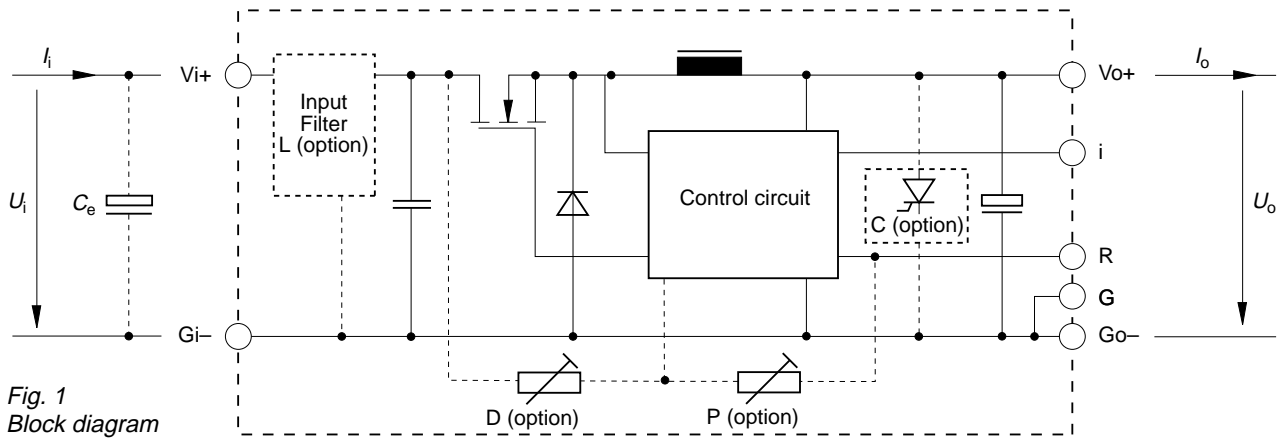 Ii
Vi+
Input
Filter
L (option)
Vo+
Io
i
Control circuit
Ui
Ce
C (option)
Uo
R
G
Gi–
Go–
D (option)
P (option)
Fig. 1
Block diagram